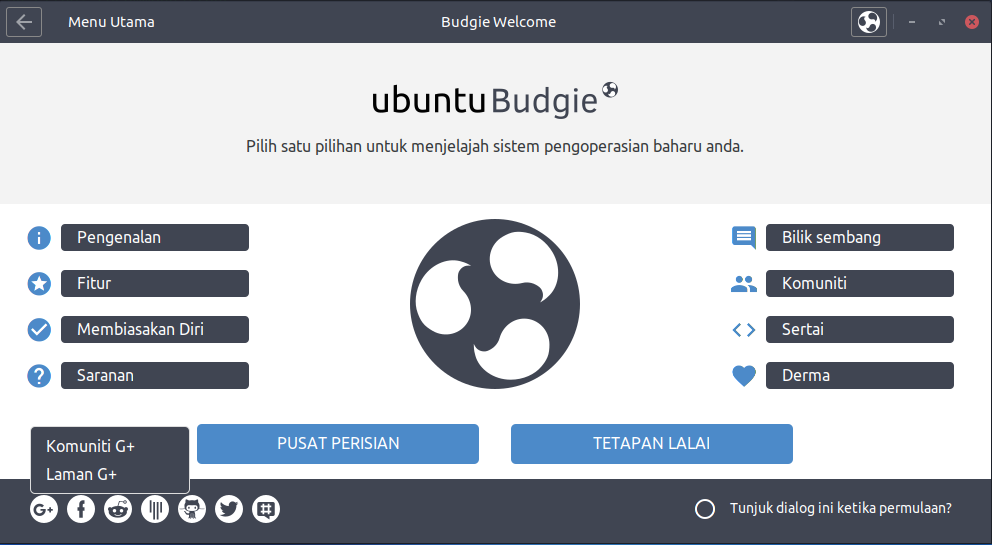 Menu Utama
Budgie Welcome
ubuntu Budgie
Pilih satu pilihan untuk menjelajah sistem pengoperasian baharu anda.
Pengenalan
Fitur
Membiasakan Diri
Saranan
Bilik sembang
Komuniti
Sertai
Derma
PUSAT PERISIAN
TETAPAN LALAI
Komuniti G+
Laman G+
G+
Tunjuk dialog ini ketika permulaan?